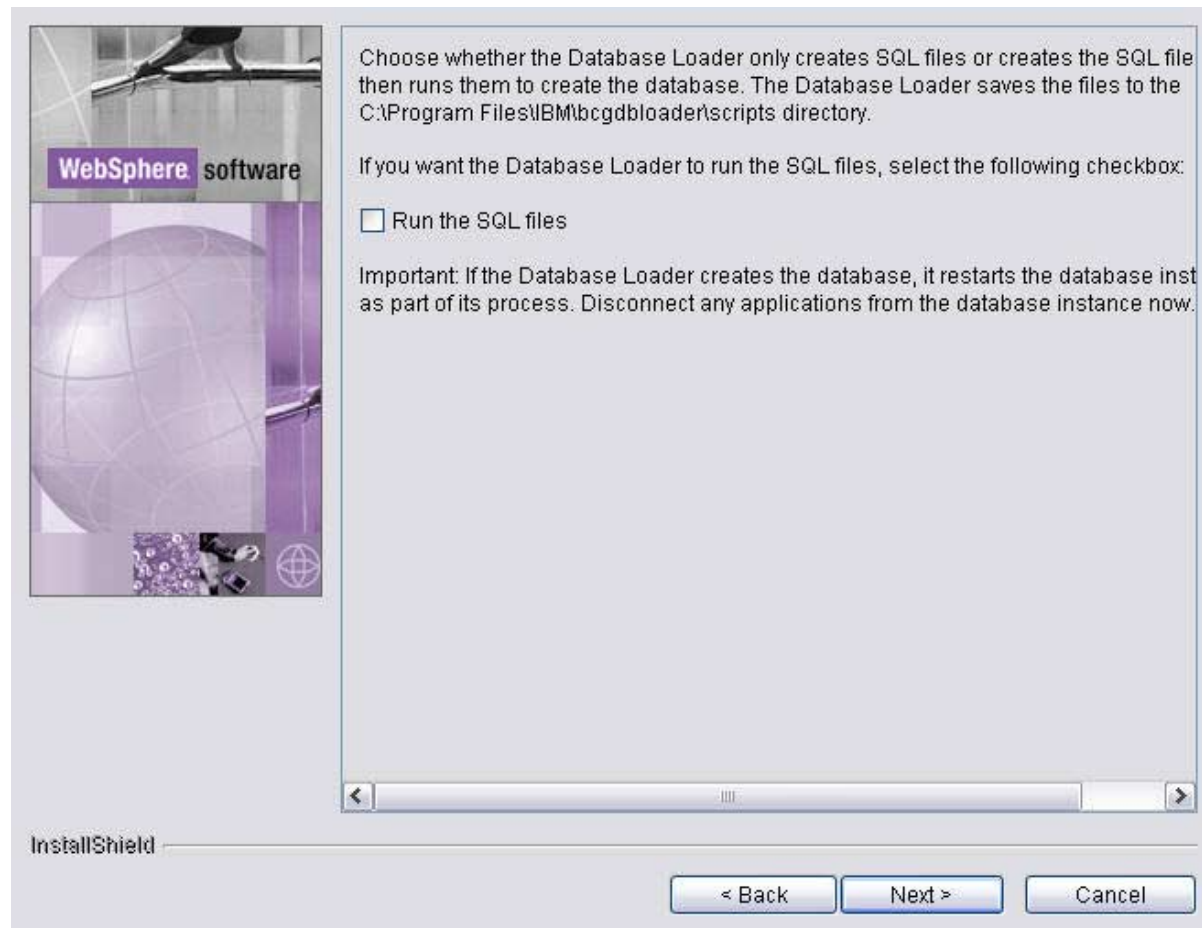 WebSphere software
Choose whether the Database Loader only creates SQL files or creates the SQL file
then runs them to create the database. The Database Loader saves the files to the
C:\Program Files\IBM\bcgdbloader\scripts directory.
If you want the Database Loader to run the SQL files, select the following checkbox:
Run the SQL files
Important: If the Database Loader creates the database, it restarts the database inst
as part of its process. Disconnect any applications from the database instance now.
InstallShield
< Back
Next >
Cancel